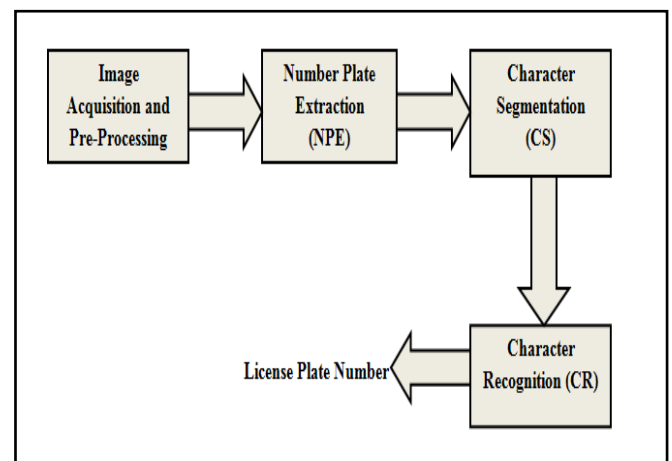 Image
Acquisition and
Pre-Processing
Number Plate
Extraction
(NPE)
Character
Segmentation
(CS)
Character
Recognition (CR)
License Plate Number